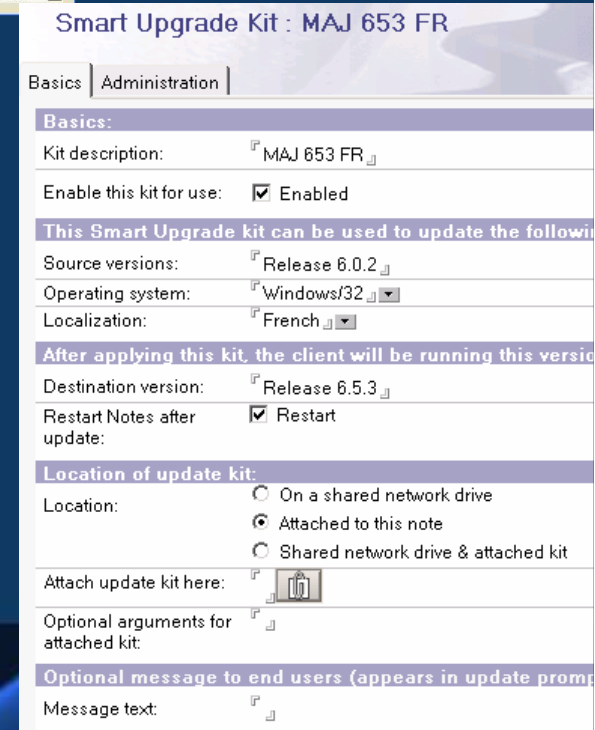 Smart Upgrade Kit : MAJ 653 FR
Basics Administration
Basics:
Kit description: MAJ 653 FR
Enable this kit for use: Enabled
This Smart Upgrade kit can be used to update the
Source versions: Release 6.0.2
Operating system: Windows/32
Localization: French
After applying this kit, the client will be running this
Destination version: Release 6.5.3
Restart Notes after Restart
update:
Location of update kit:
On a shared network drive
Location:
Attached to this note
Shared network drive & attached kit
Attach update kit here:
Optional arguments for
attached kit:
Optional message to end users (appears in update
Message text: